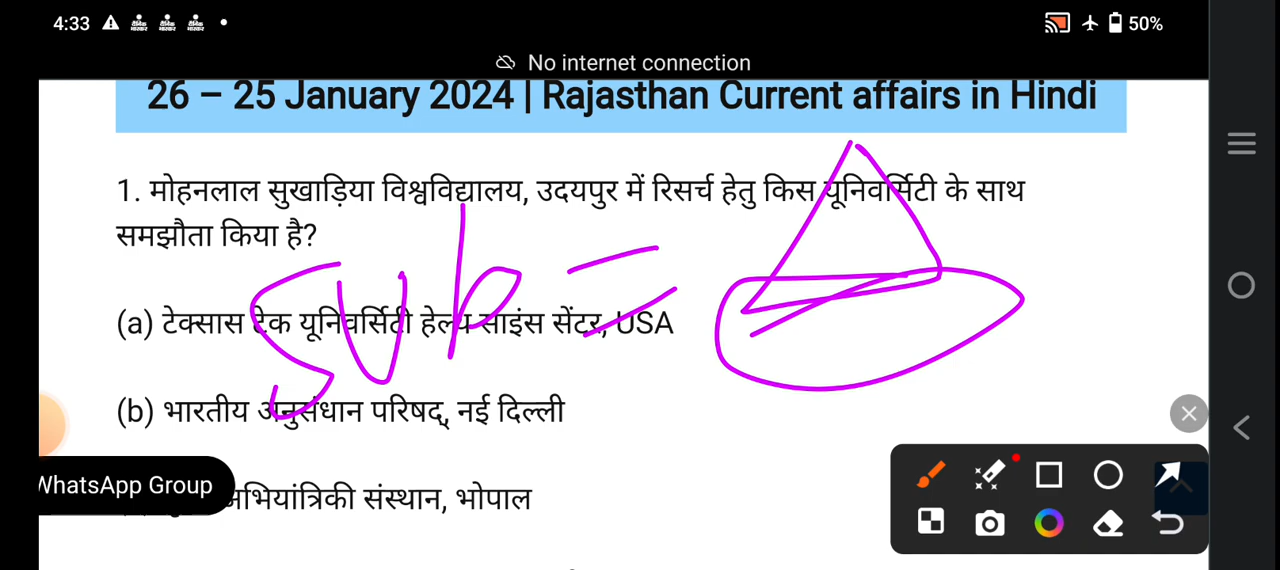 4:33 50%
No internet connection
26 – 25 January 2024 | Rajasthan Current affairs in Hindi
1. मोहनलाल सुखाड़िया विश्वविद्यालय, उदयपुर में रिसर्च हेतु किस यूनिवर्सिटी के साथ
समझौता किया है?
sub =
(a) टेक्सास टेक यूनिवर्सिटी हेल्थ साइंस सेंटर, USA
(b) भारतीय अनुसंधान परिषद्, नई दिल्ली
WhatsApp Group
अभियांत्रिकी संस्थान, भोपाल